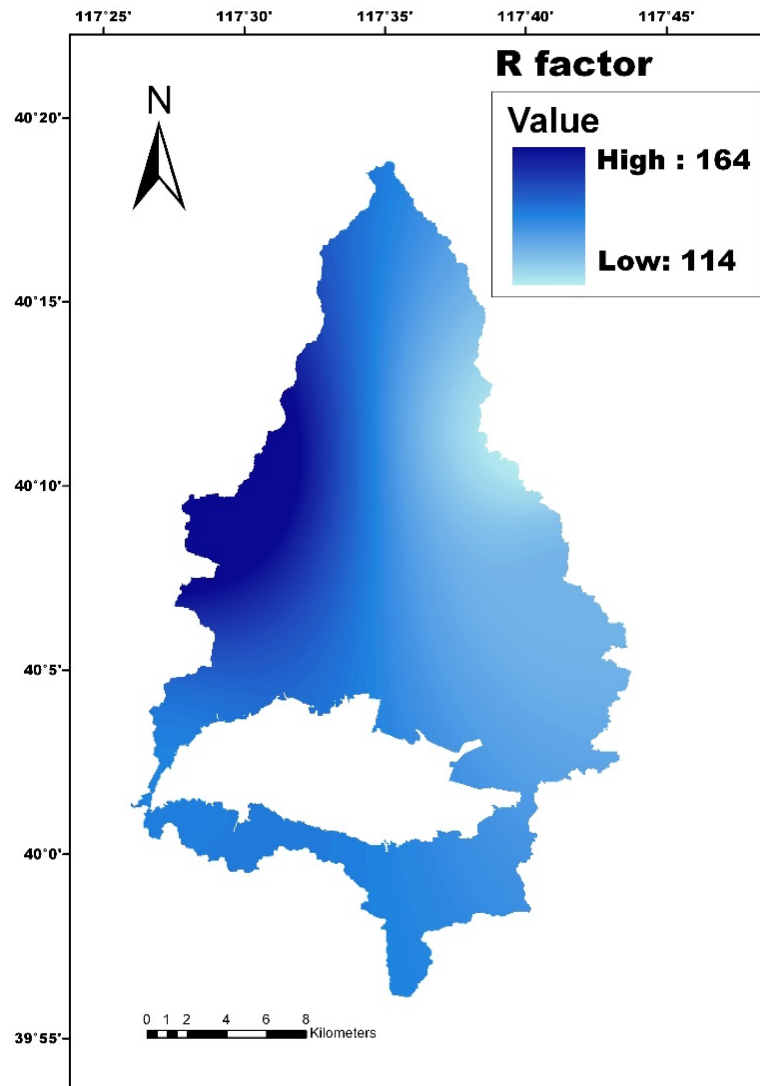 117°25' 117°30' 117°35' 117°40' 117°45'
R factor
N
Value
High : 164
Low: 114
40°20'
40°15'
40°10'
40°5'
40°0'
39°55'
0 1 2 4 6 8
Kilometers